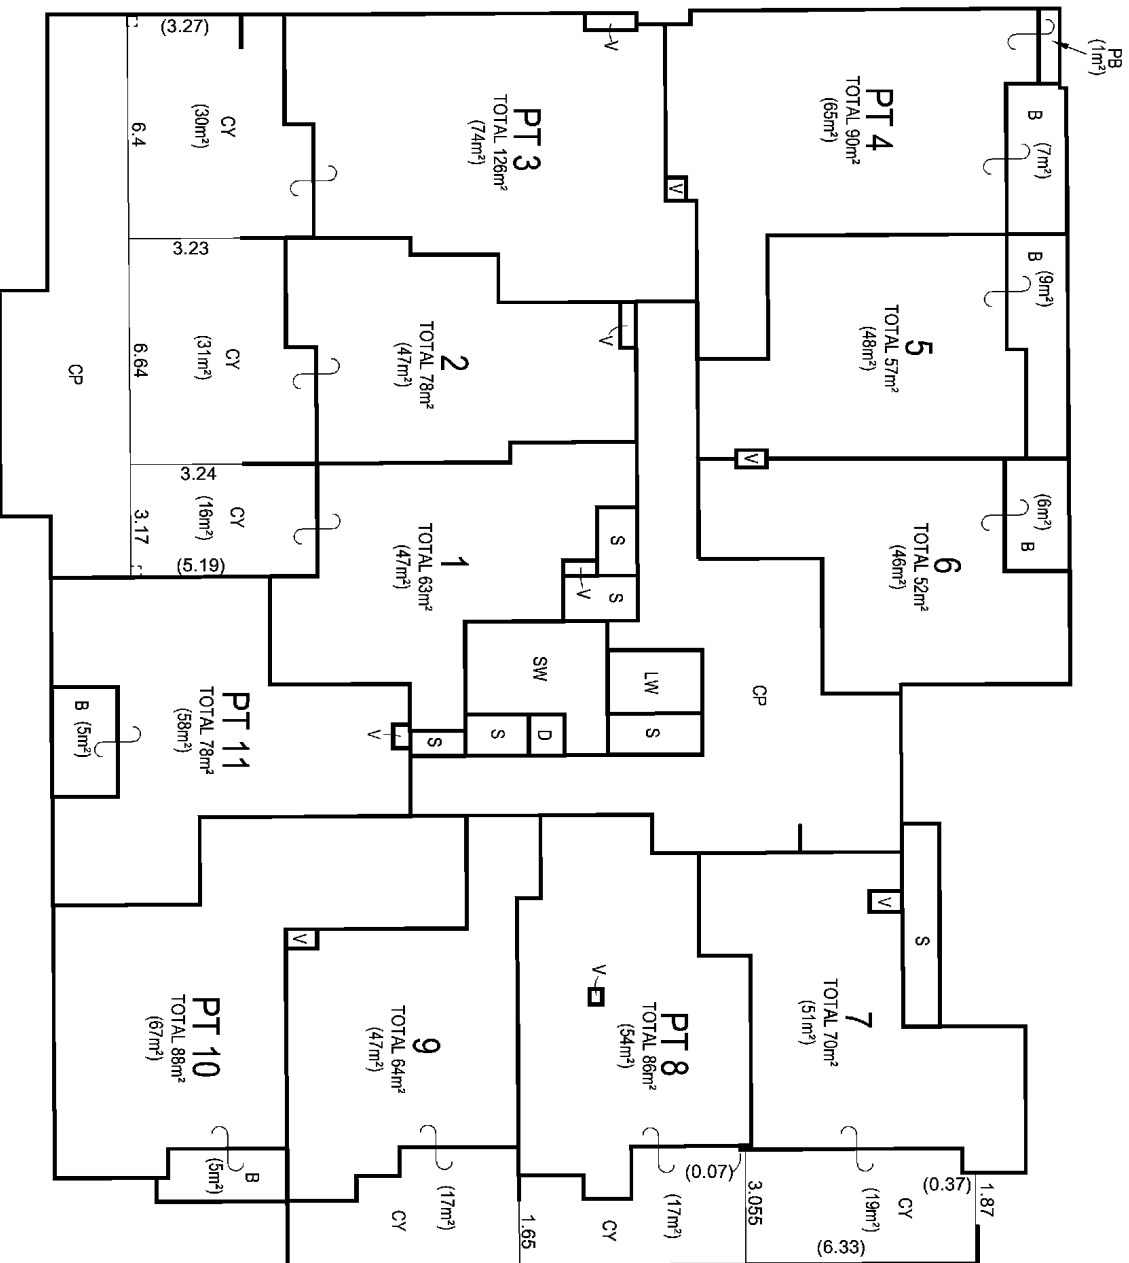 PB
(1m²)
PT 4
TOTAL 90m²
(65m²)
B
(7m²)
V
PT 3
TOTAL 126m²
(74m²)
V
(3.27)
CY
(30m²)
6.4
B
(9m²)
5
TOTAL 57m²
(48m²)
V
2
TOTAL 78m²
(47m²)
3.23
CY
(31m²)
6.64
CP
V
(6m²)
B
6
TOTAL 52m²
(46m²)
1
TOTAL 63m²
(47m²)
S
V
S
3.24
CY
(16m²)
3.17
(5.19)
SW
LW
CP
S
D
S
S
V
PT 11
TOTAL 78m²
(58m²)
B
(5m²)
S
V
7
TOTAL 70m²
(51m²)
V
PT 8
TOTAL 86m²
(54m²)
V
9
TOTAL 64m²
(47m²)
PT 10
TOTAL 88m²
(67m²)
B
(5m²)
(17m²)
CY
1.65
(17m²)
CY
(0.07)
3.055
(19m²)
CY
(0.37)
1.87
(6.33)